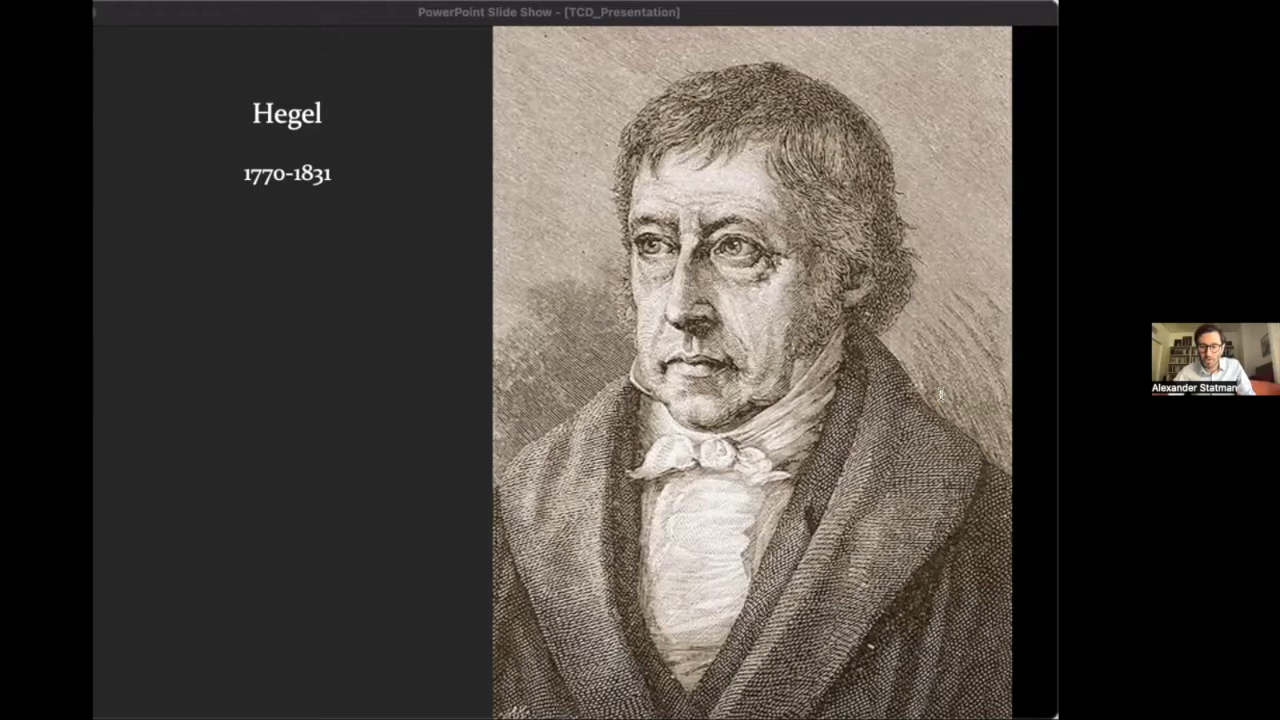 PowerPoint Slide Show - [TCD_Presentation]
Hegel
1770-1831
Alexander Statman